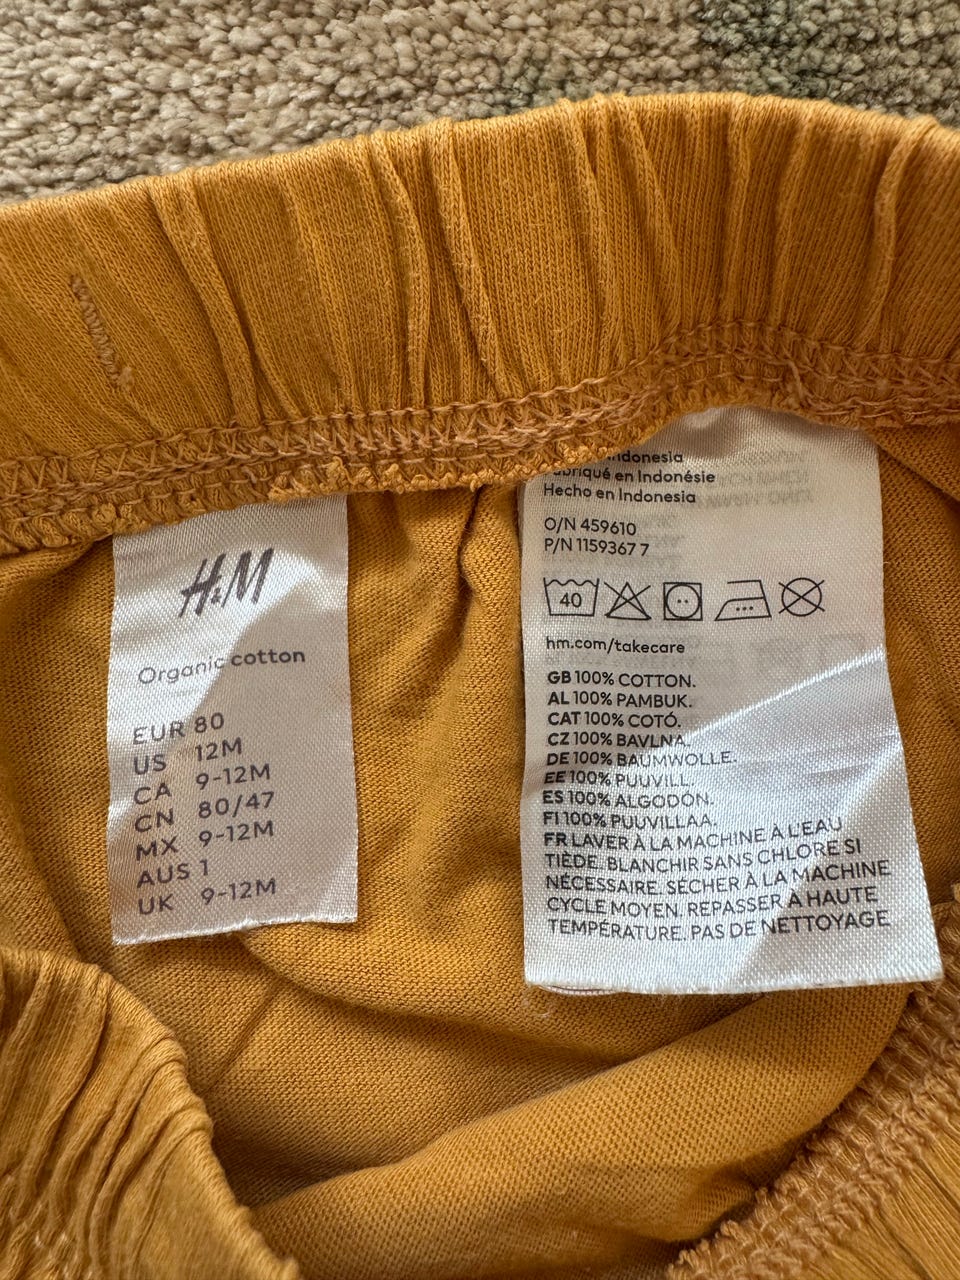 H&M
Organic cotton
EUR 80
US 12M
CA 9-12M
CN 80/47
MX 9-12M
AUS 1
UK 9-12M
Indonesia
Fabriqué en Indonésie
Hecho en Indonesia
O/N 459610
P/N 1159367 7
40
hm.com/takecare
GB 100% COTTON.
AL 100% PAMBUK.
CAT 100% COTÓ.
CZ 100% BAVLNA.
DE 100% BAUMWOLLE.
EE 100% PUUVILL.
ES 100% ALGODÓN.
FI 100% PUUVILLAA.
FR LAVER À LA MACHINE À L'EAU
TIÈDE. BLANCHIR SANS CHLORE SI
NÉCESSAIRE. SÉCHER À LA MACHINE
CYCLE MOYEN. REPASSER À HAUTE
TEMPÉRATURE. PAS DE NETTOYAGE